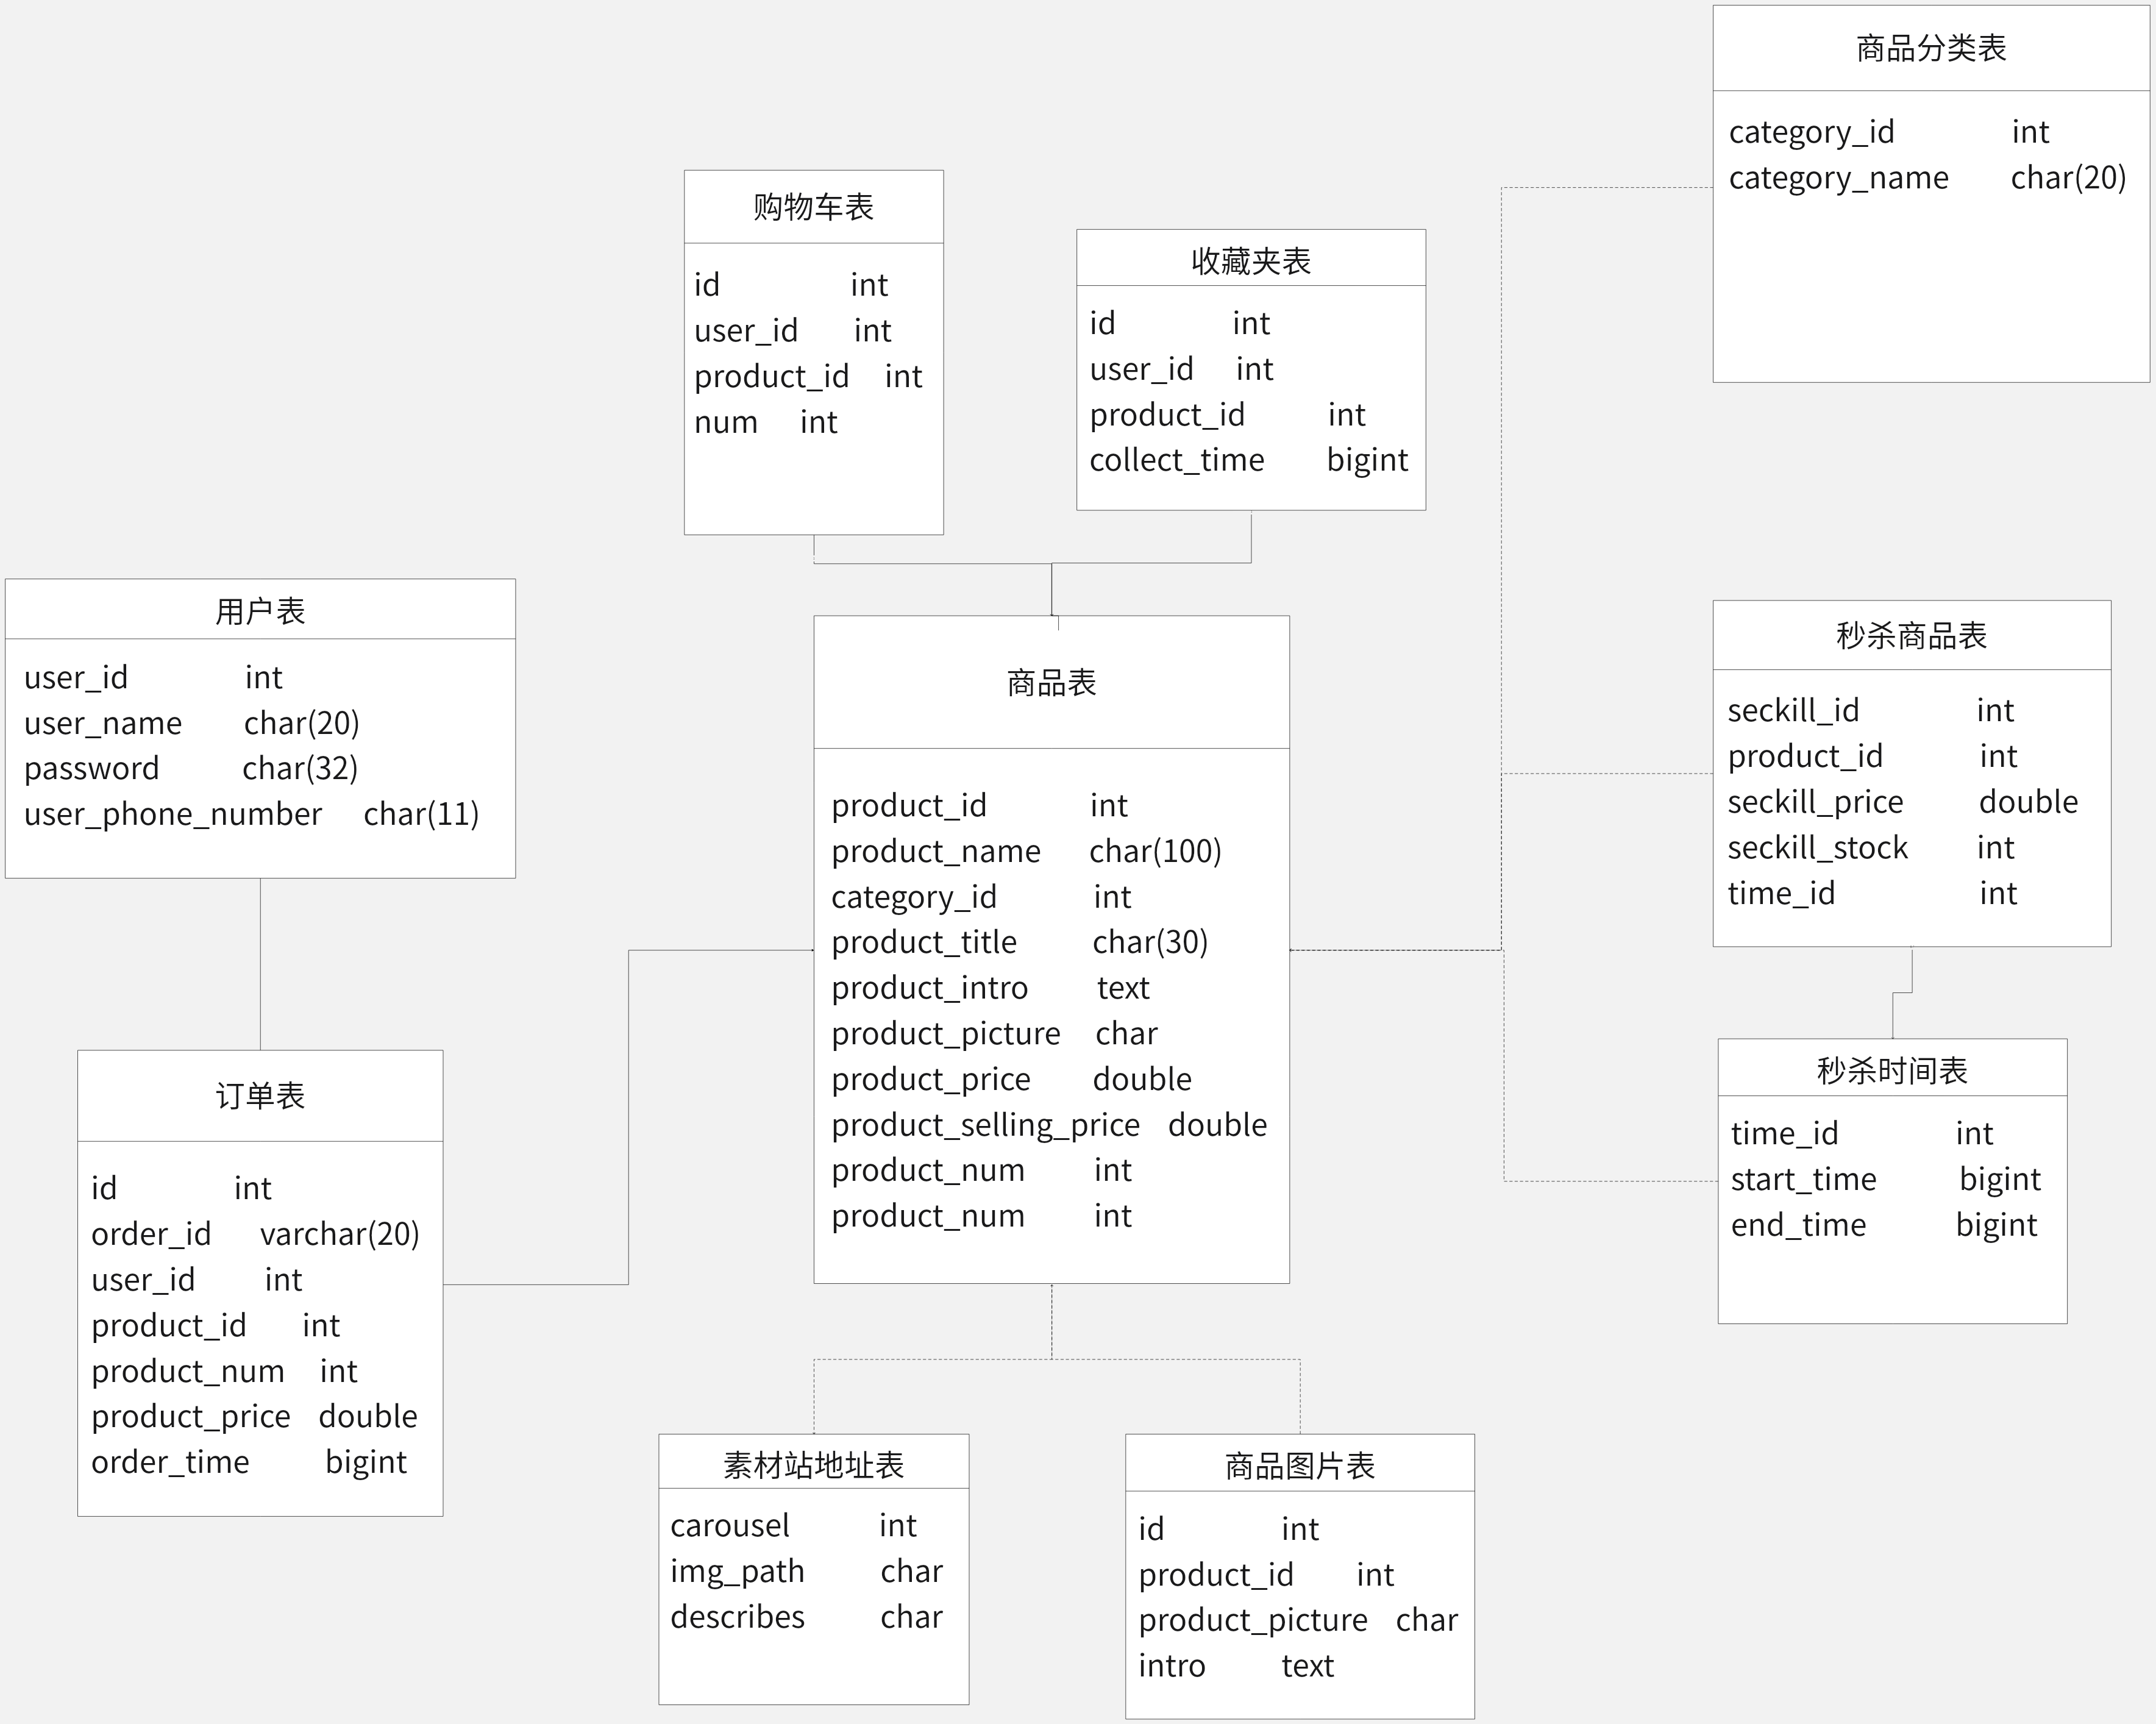 商品分类表
category_id int
category_name char(20)
购物车表
id int
user_id int
product_id int
num int
收藏夹表
id int
user_id int
product_id int
collect_time bigint
用户表
user_id int
user_name char(20)
password char(32)
user_phone_number char(11)
商品表
product_id int
product_name char(100)
category_id int
product_title char(30)
product_intro text
product_picture char
product_price double
product_selling_price double
product_num int
product_num int
秒杀商品表
seckill_id int
product_id int
seckill_price double
seckill_stock int
time_id int
秒杀时间表
time_id int
start_time bigint
end_time bigint
订单表
id int
order_id varchar(20)
user_id int
product_id int
product_num int
product_price double
order_time bigint
素材站地址表
carousel int
img_path char
describes char
商品图片表
id int
product_id int
product_picture char
intro text